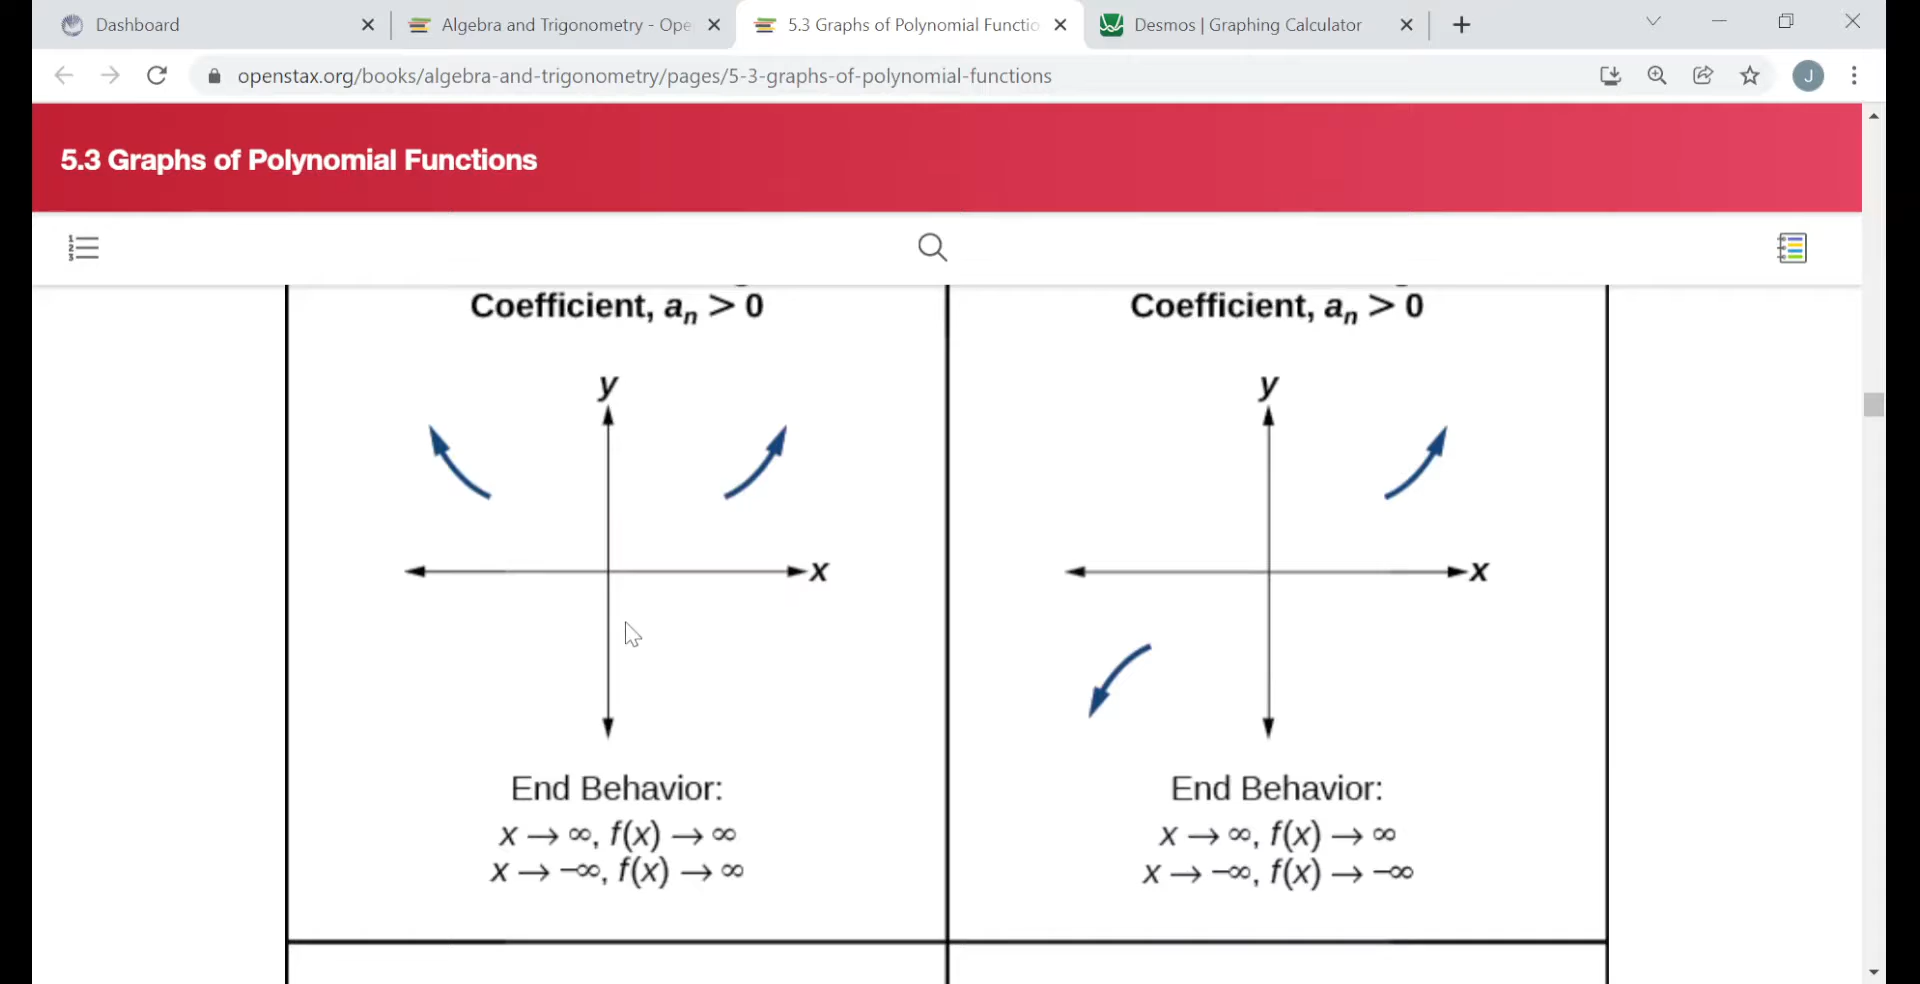 Dashboard
Algebra and Trigonometry - Ope
5.3 Graphs of Polynomial Functio
Desmos | Graphing Calculator
openstax.org/books/algebra-and-trigonometry/pages/5-3-graphs-of-polynomial-functions
J
5.3 Graphs of Polynomial Functions
Coefficient, aₙ > 0
y
x
End Behavior:
x → ∞, f(x) → ∞
x → −∞, f(x) → ∞
Coefficient, aₙ > 0
y
x
End Behavior:
x → ∞, f(x) → ∞
x → −∞, f(x) → −∞